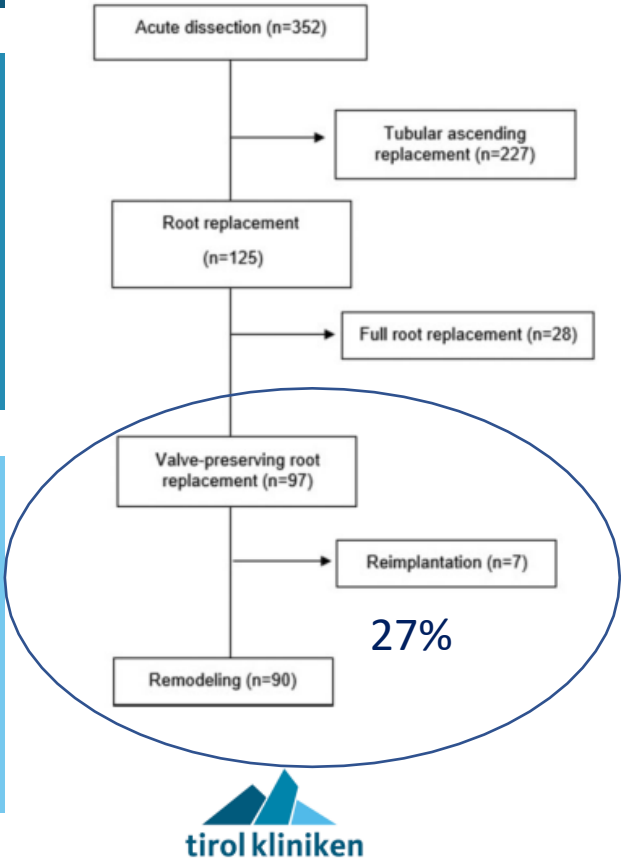 Acute dissection (n=352)
Tubular ascending
replacement (n=227)
Root replacement
(n=125)
Full root replacement (n=28)
Valve-preserving root
replacement (n=97)
Reimplantation (n=7)
27%
Remodeling (n=90)
tirol kliniken